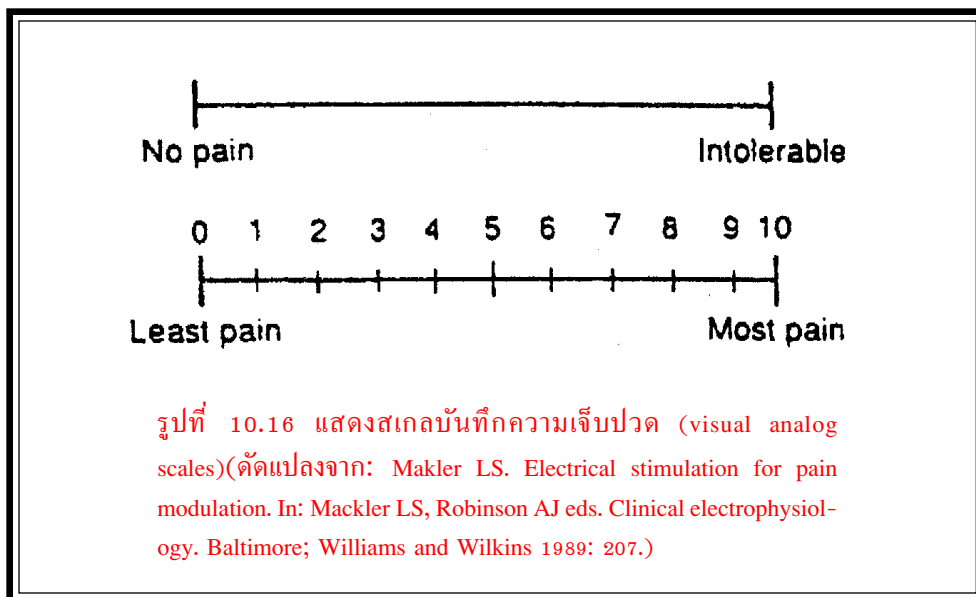 No pain Intolerable
0 1 2 3 4 5 6 7 8 9 10
Least pain Most pain
รูปที่ 10.16 แสดงสเกลบันทึกความเจ็บปวด (visual analog
scales)(ดัดแปลงจาก: Makler LS. Electrical stimulation for pain
modulation. In: Mackler LS, Robinson AJ eds. Clinical electrophysiol-
ogy. Baltimore; Williams and Wilkins 1989: 207.)